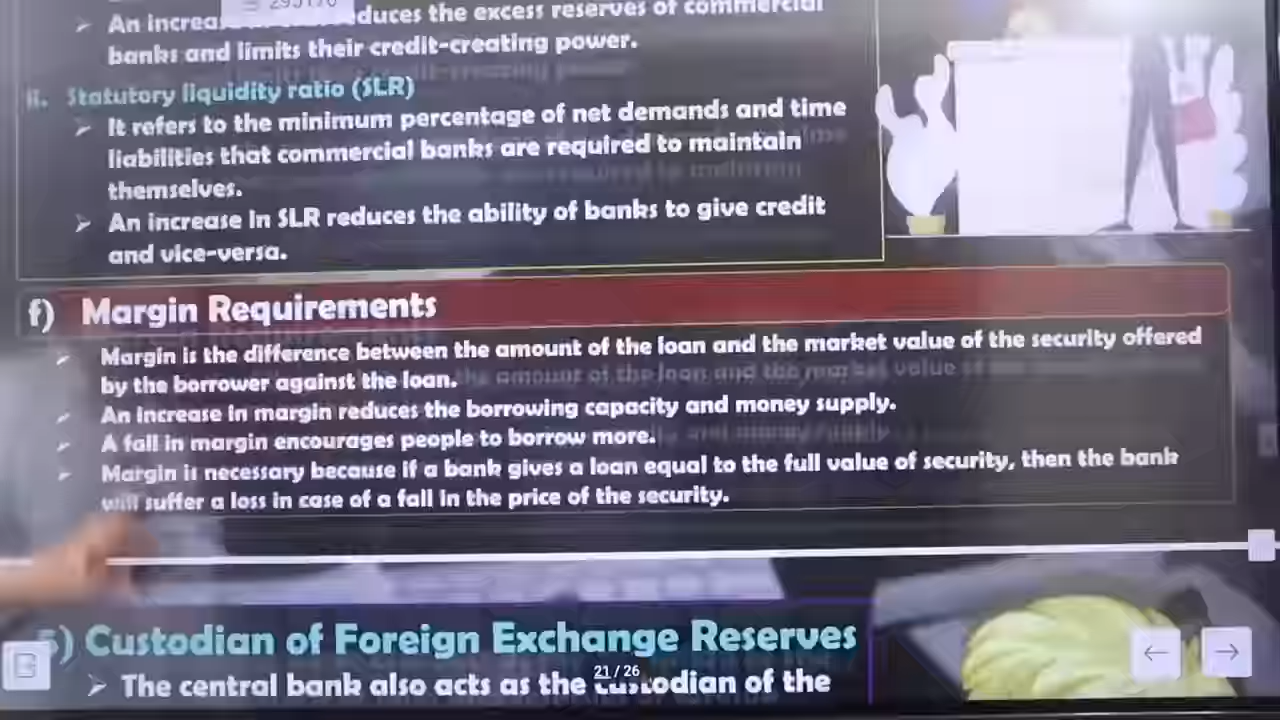 ➢ An increas duces the excess reserves of commercial
banks and limits their credit-creating power.
ii. Statutory liquidity ratio (SLR)
➢ It refers to the minimum percentage of net demands and time
liabilities that commercial banks are required to maintain
themselves.
➢ An increase in SLR reduces the ability of banks to give credit
and vice-versa.
f) Margin Requirements
➢ Margin is the difference between the amount of the loan and the market value of the security offered
by the borrower against the loan.
➢ An increase in margin reduces the borrowing capacity and money supply.
➢ A fall in margin encourages people to borrow more.
➢ Margin is necessary because if a bank gives a loan equal to the full value of security, then the bank
will suffer a loss in case of a fall in the price of the security.
5) Custodian of Foreign Exchange Reserves
21 / 26
➢ The central bank also acts as the custodian of the